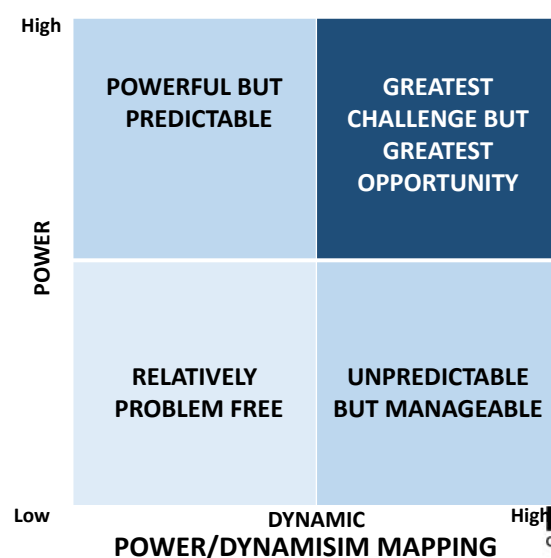 High
POWERFUL BUT
PREDICTABLE
GREATEST
CHALLENGE BUT
GREATEST
OPPORTUNITY
POWER
RELATIVELY
PROBLEM FREE
UNPREDICTABLE
BUT MANAGEABLE
Low
DYNAMIC
High
POWER/DYNAMISIM MAPPING